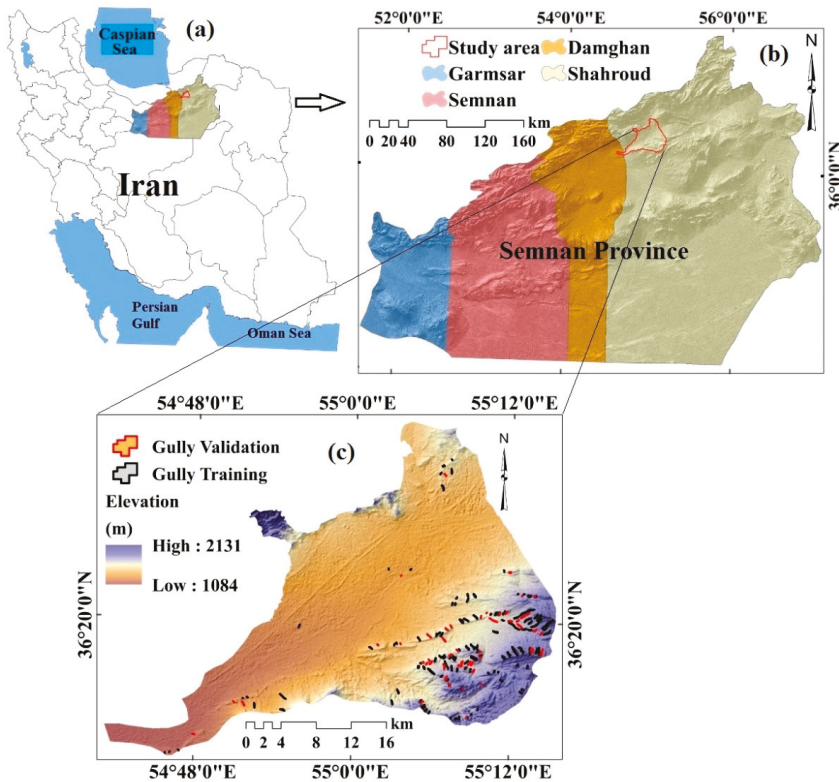 Caspian
Sea
(a)
Iran
Persian
Gulf
Oman Sea
52°0'0"E
54°0'0"E
56°0'0"E
Study area
Damghan
Garmsar
Shahroud
Semnan
(b)
N
km
0 20 40 80 120 160
36°0'0"N
Semnan Province
54°48'0"E
55°0'0"E
55°12'0"E
Gully Validation
Gully Training
(c)
N
Elevation
(m)
High : 2131
Low : 1084
36°20'0"N
36°20'0"N
km
0 2 4 8 12 16
54°48'0"E
55°0'0"E
55°12'0"E